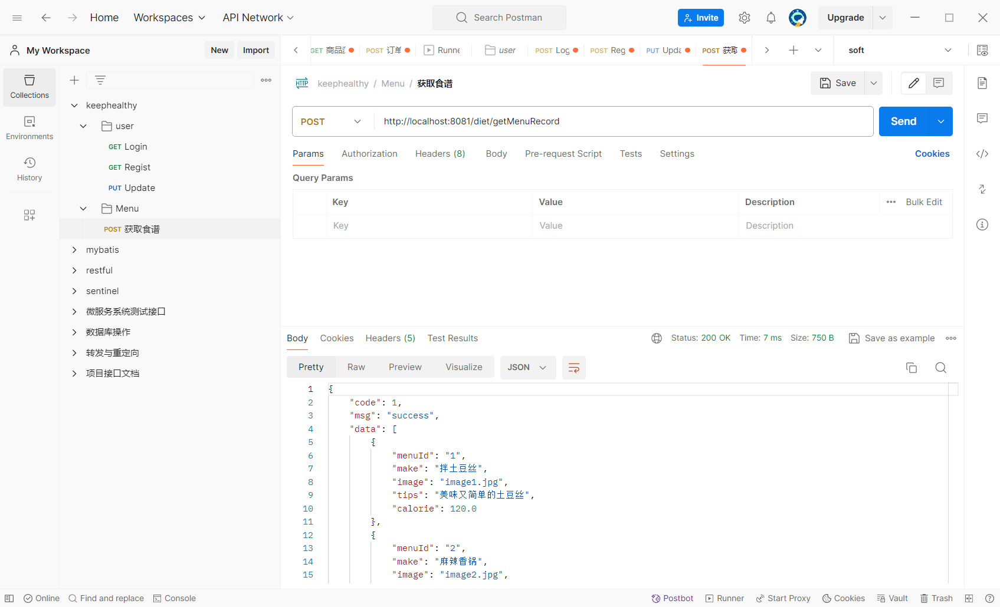 Home Workspaces API Network Search Postman Invite Upgrade
My Workspace New Import GET 商品 POST 订单 Runne user POST Log POST Reg PUT Upda POST 获取 soft
Collections
Environments
History
keephealthy
user
GET Login
GET Regist
PUT Update
Menu
POST 获取食谱
mybatis
restful
sentinel
微服务系统测试接口
数据库操作
转发与重定向
项目接口文档
HTTP keephealthy / Menu / 获取食谱 Save
POST http://localhost:8081/diet/getMenuRecord Send
Params Authorization Headers (8) Body Pre-request Script Tests Settings Cookies
Query Params
Key Value Description Bulk Edit
Key Value Description
Body Cookies Headers (5) Test Results Status: 200 OK Time: 7 ms Size: 750 B Save as example
Pretty Raw Preview Visualize JSON
1 {
2 "code": 1,
3 "msg": "success",
4 "data": [
5 {
6 "menuId": "1",
7 "make": "拌土豆丝",
8 "image": "image1.jpg",
9 "tips": "美味又简单的土豆丝",
10 "calorie": 120.0
11 },
12 {
13 "menuId": "2",
14 "make": "麻辣香锅",
15 "image": "image2.jpg",
Online Find and replace Console Postbot Runner Start Proxy Cookies Vault Trash